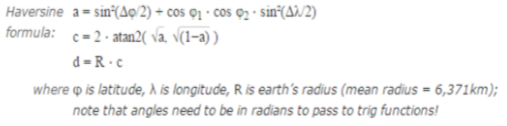 Haversine a = sin²(Δφ/2) + cos φ₁ ⋅ cos φ₂ ⋅ sin²(Δλ/2)
formula: c = 2 ⋅ atan2( √a, √(1−a) )
d = R ⋅ c
where φ is latitude, λ is longitude, R is earth's radius (mean radius = 6,371km);
note that angles need to be in radians to pass to trig functions!